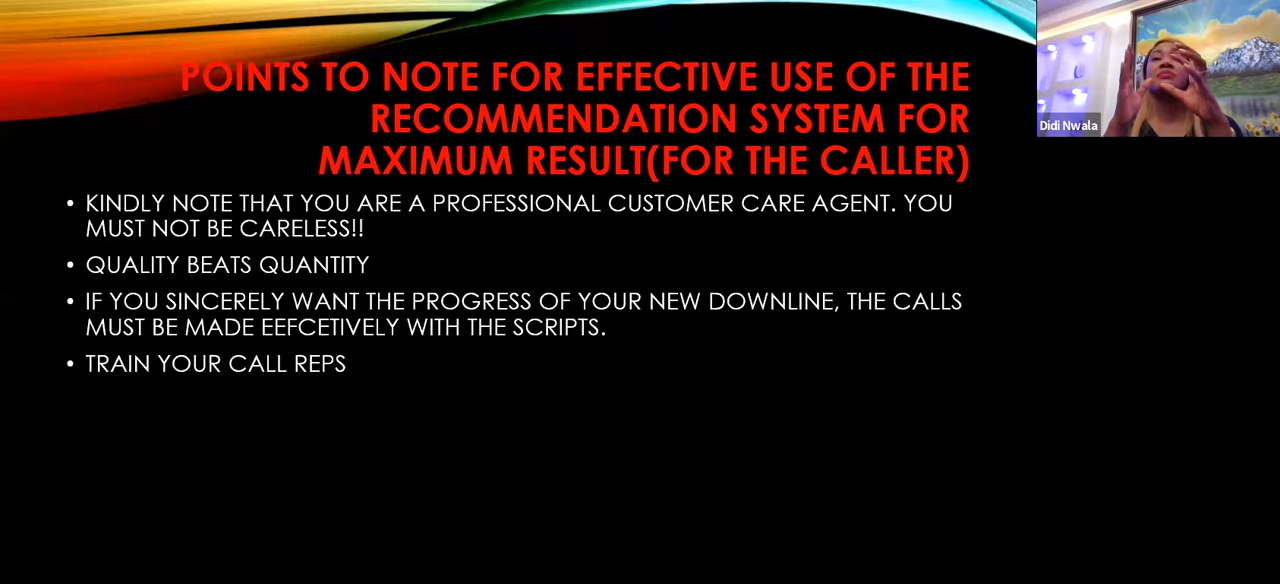 POINTS TO NOTE FOR EFFECTIVE USE OF THE
RECOMMENDATION SYSTEM FOR
MAXIMUM RESULT(FOR THE CALLER)
• KINDLY NOTE THAT YOU ARE A PROFESSIONAL CUSTOMER CARE AGENT. YOU
MUST NOT BE CARELESS!!
• QUALITY BEATS QUANTITY
• IF YOU SINCERELY WANT THE PROGRESS OF YOUR NEW DOWNLINE, THE CALLS
MUST BE MADE EEFCETIVELY WITH THE SCRIPTS.
• TRAIN YOUR CALL REPS
Didi Nwala